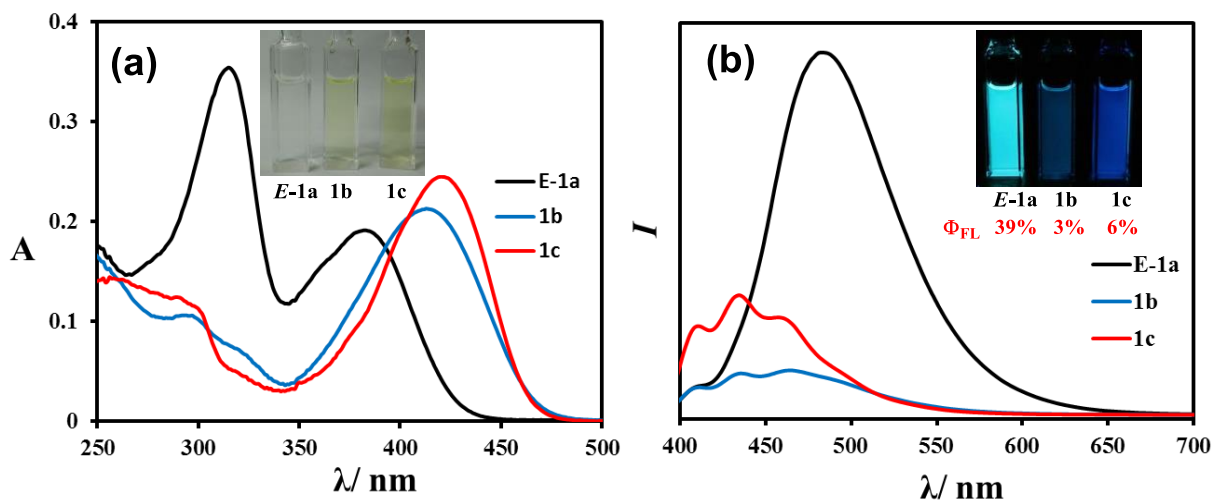 (a)
0.4
0.3
0.2
0.1
0
A
250 300 350 400 450 500
λ/ nm
E-1a 1b 1c
E-1a
1b
1c
(b)
I
400 450 500 550 600 650 700
λ/ nm
E-1a 1b 1c
ΦFL 39% 3% 6%
E-1a
1b
1c